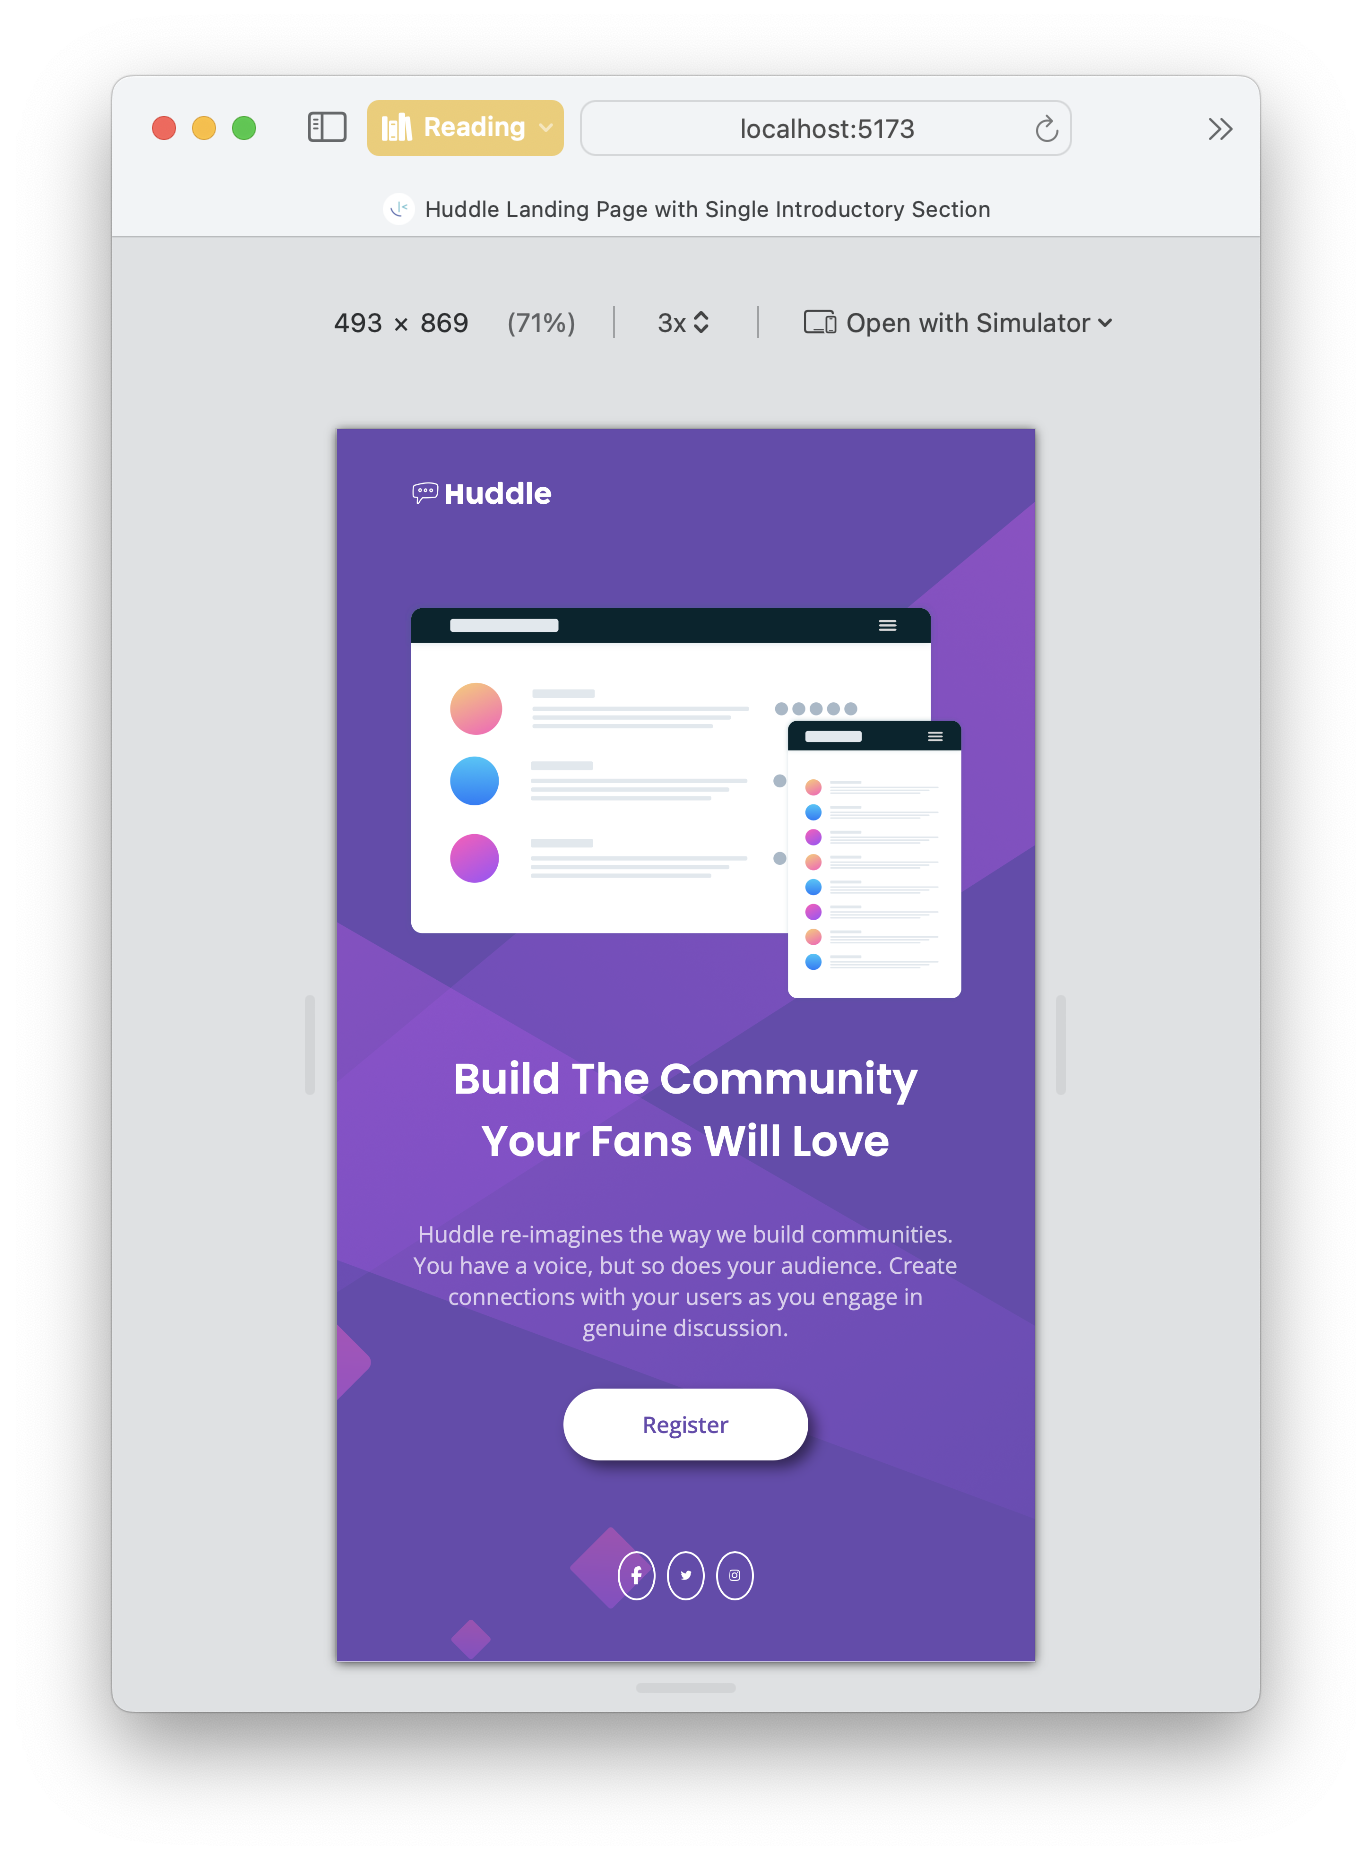 Reading
localhost:5173
Huddle Landing Page with Single Introductory Section
493 × 869 (71%) 3x Open with Simulator
Huddle
Build The Community
Your Fans Will Love
Huddle re-imagines the way we build communities.
You have a voice, but so does your audience. Create
connections with your users as you engage in
genuine discussion.
Register